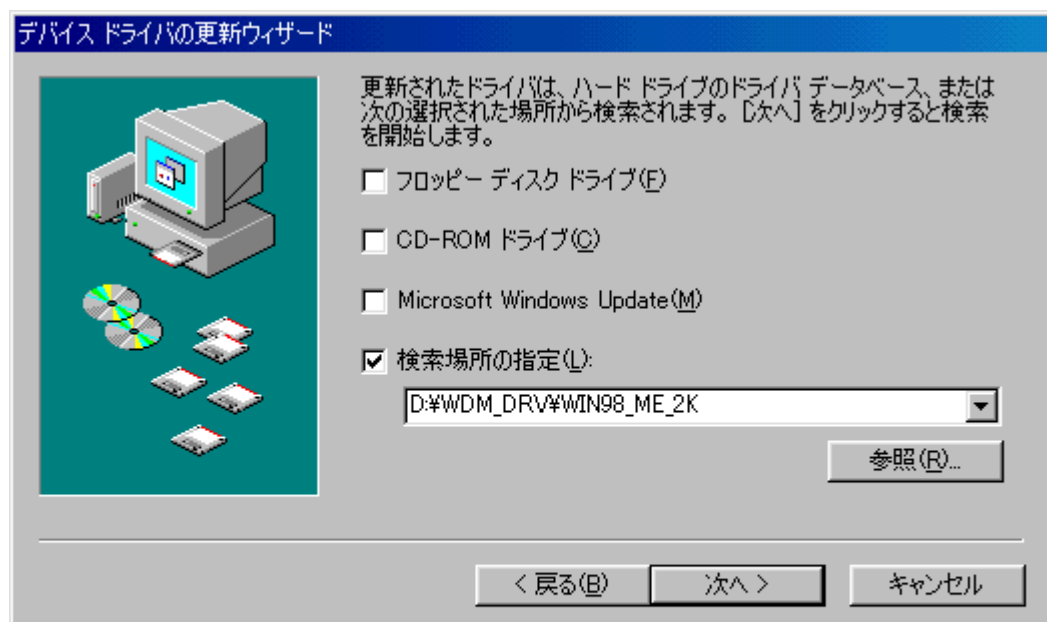 デバイス ドライバの更新ウィザード
更新されたドライバは、ハード ドライブのドライバ データベース、または
次の選択された場所から検索されます。[次へ] をクリックすると検索
を開始します。
フロッピー ディスク ドライブ(F)
CD-ROM ドライブ(C)
Microsoft Windows Update(M)
検索場所の指定(L):
D:¥WDM_DRV¥WIN98_ME_2K
参照(R)...
< 戻る(B)
次へ >
キャンセル